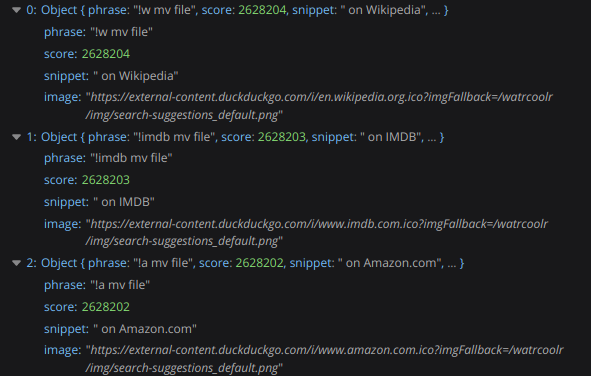 0: Object { phrase: "!w mv file", score: 2628204, snippet: " on Wikipedia", … }
phrase: "!w mv file"
score: 2628204
snippet: " on Wikipedia"
image: "https://external-content.duckduckgo.com/i/en.wikipedia.org.ico?imgFallback=/watrcoolr
/img/search-suggestions_default.png"
1: Object { phrase: "!imdb mv file", score: 2628203, snippet: " on IMDB", … }
phrase: "!imdb mv file"
score: 2628203
snippet: " on IMDB"
image: "https://external-content.duckduckgo.com/i/www.imdb.com.ico?imgFallback=/watrcoolr
/img/search-suggestions_default.png"
2: Object { phrase: "!a mv file", score: 2628202, snippet: " on Amazon.com", … }
phrase: "!a mv file"
score: 2628202
snippet: " on Amazon.com"
image: "https://external-content.duckduckgo.com/i/www.amazon.com.ico?imgFallback=/watrcoolr
/img/search-suggestions_default.png"